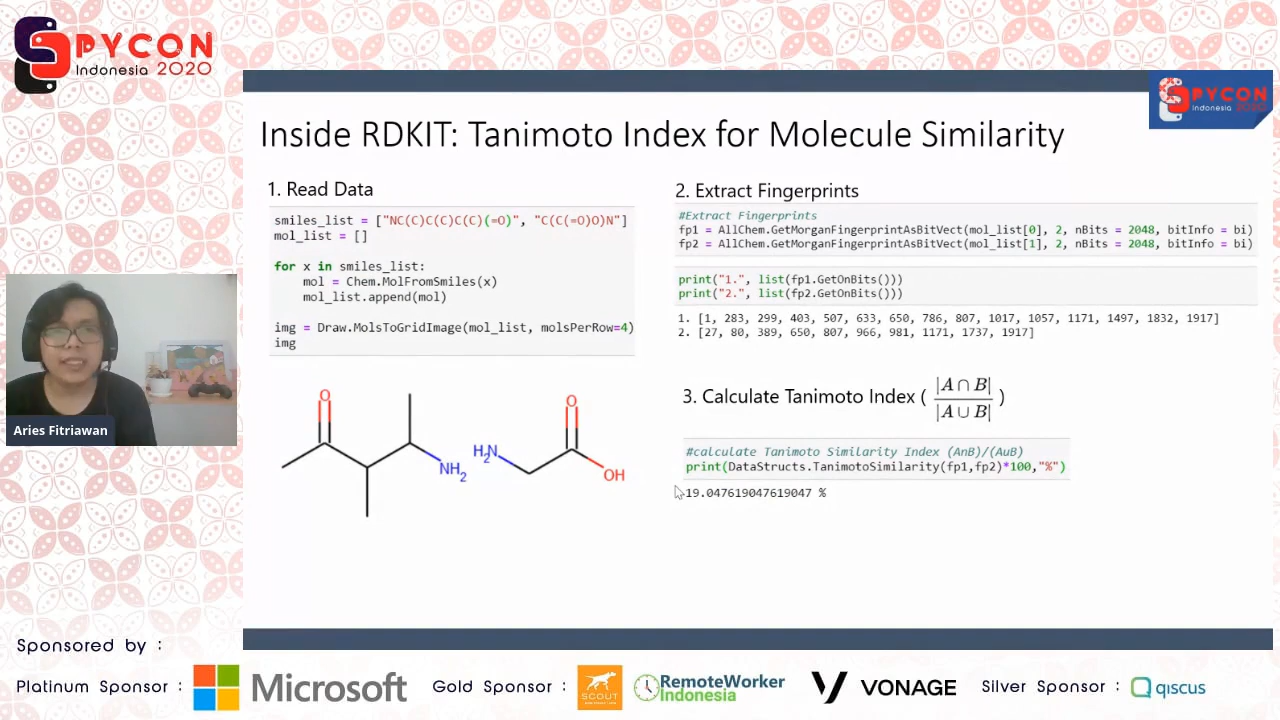 PYCON
Indonesia 2020
PYCON
Indonesia 2020
Inside RDKIT: Tanimoto Index for Molecule Similarity
1. Read Data
smiles_list = ["NC(C)C(C)C(C)(=O)", "C(C(=O)O)N"]
mol_list = []
for x in smiles_list:
mol = Chem.MolFromSmiles(x)
mol_list.append(mol)
img = Draw.MolsToGridImage(mol_list, molsPerRow=4)
img
O
NH2
H2N
O
OH
2. Extract Fingerprints
#Extract Fingerprints
fp1 = AllChem.GetMorganFingerprintAsBitVect(mol_list[0], 2, nBits = 2048, bitInfo = bi)
fp2 = AllChem.GetMorganFingerprintAsBitVect(mol_list[1], 2, nBits = 2048, bitInfo = bi)
print("1.", list(fp1.GetOnBits()))
print("2.", list(fp2.GetOnBits()))
1. [1, 283, 299, 403, 507, 633, 650, 786, 807, 1017, 1057, 1171, 1497, 1832, 1917]
2. [27, 80, 389, 650, 807, 966, 981, 1171, 1737, 1917]
3. Calculate Tanimoto Index ( |A ∩ B| / |A ∪ B| )
#calculate Tanimoto Similarity Index (AnB)/(AuB)
print(DataStructs.TanimotoSimilarity(fp1,fp2)*100,"%")
19.047619047619047 %
Aries Fitriawan
Sponsored by :
Platinum Sponsor : Microsoft Gold Sponsor : SCOUT RemoteWorker Indonesia VONAGE Silver Sponsor : qiscus